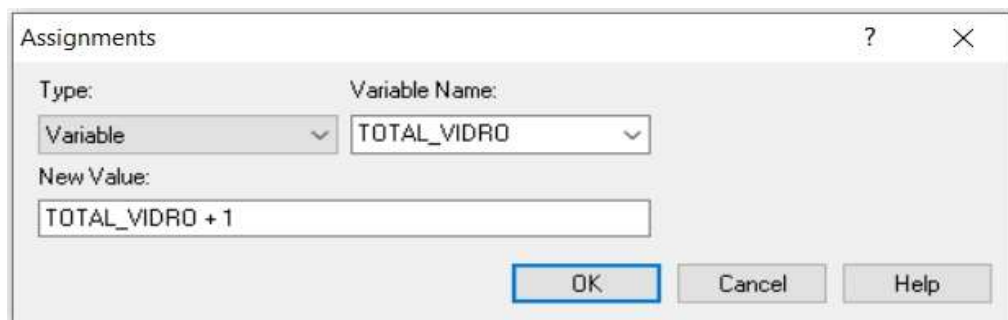 Assignments ?
Type: Variable Name:
Variable TOTAL_VIDRO
New Value:
TOTAL_VIDRO + 1
OK Cancel Help